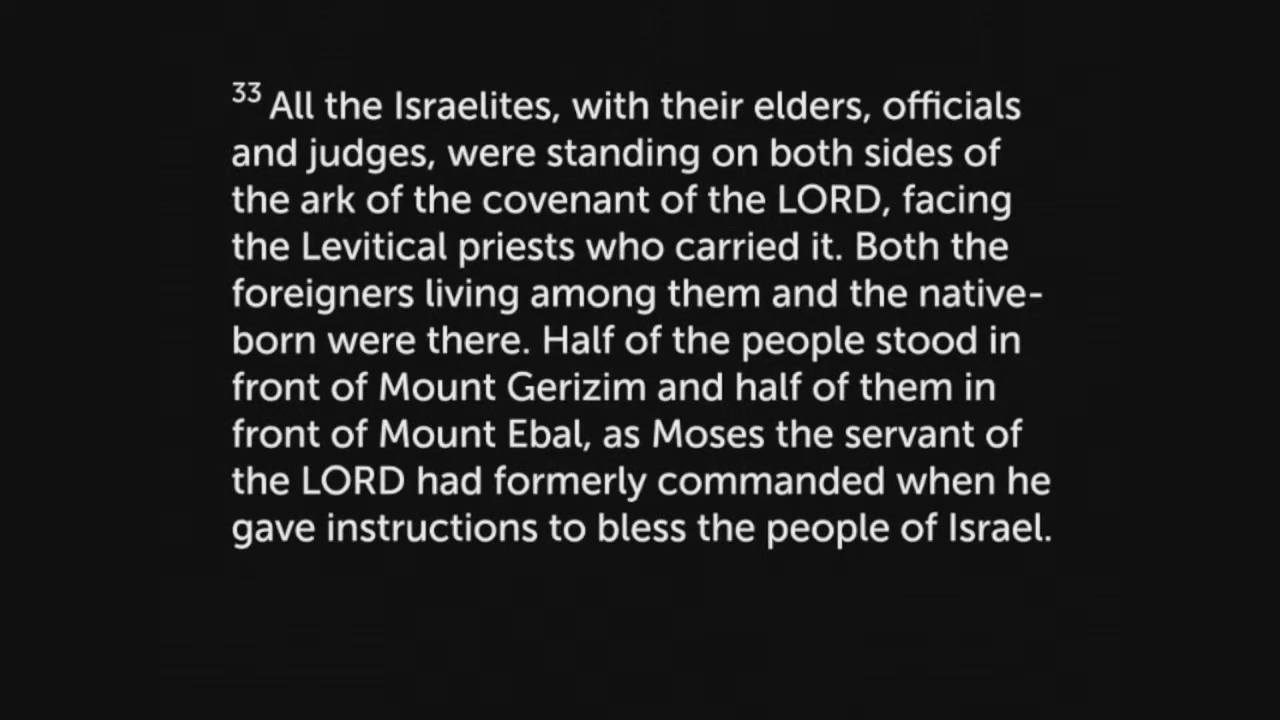 33 All the Israelites, with their elders, officials
and judges, were standing on both sides of
the ark of the covenant of the LORD, facing
the Levitical priests who carried it. Both the
foreigners living among them and the native-
born were there. Half of the people stood in
front of Mount Gerizim and half of them in
front of Mount Ebal, as Moses the servant of
the LORD had formerly commanded when he
gave instructions to bless the people of Israel.